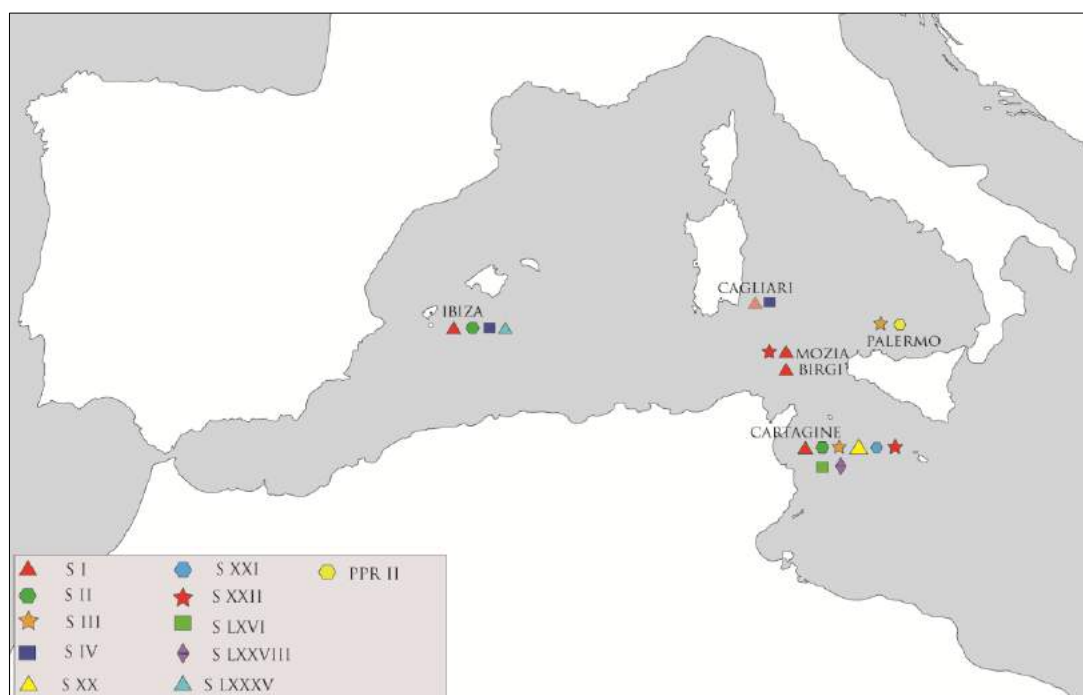 CAGLIARI
IBIZA
PALERMO
MOZIA
BIRGI
CARTAGINE
S I
S XXI
PPR II
S II
S XXII
S III
S LXVI
S IV
S LXXVIII
S XX
S LXXXV